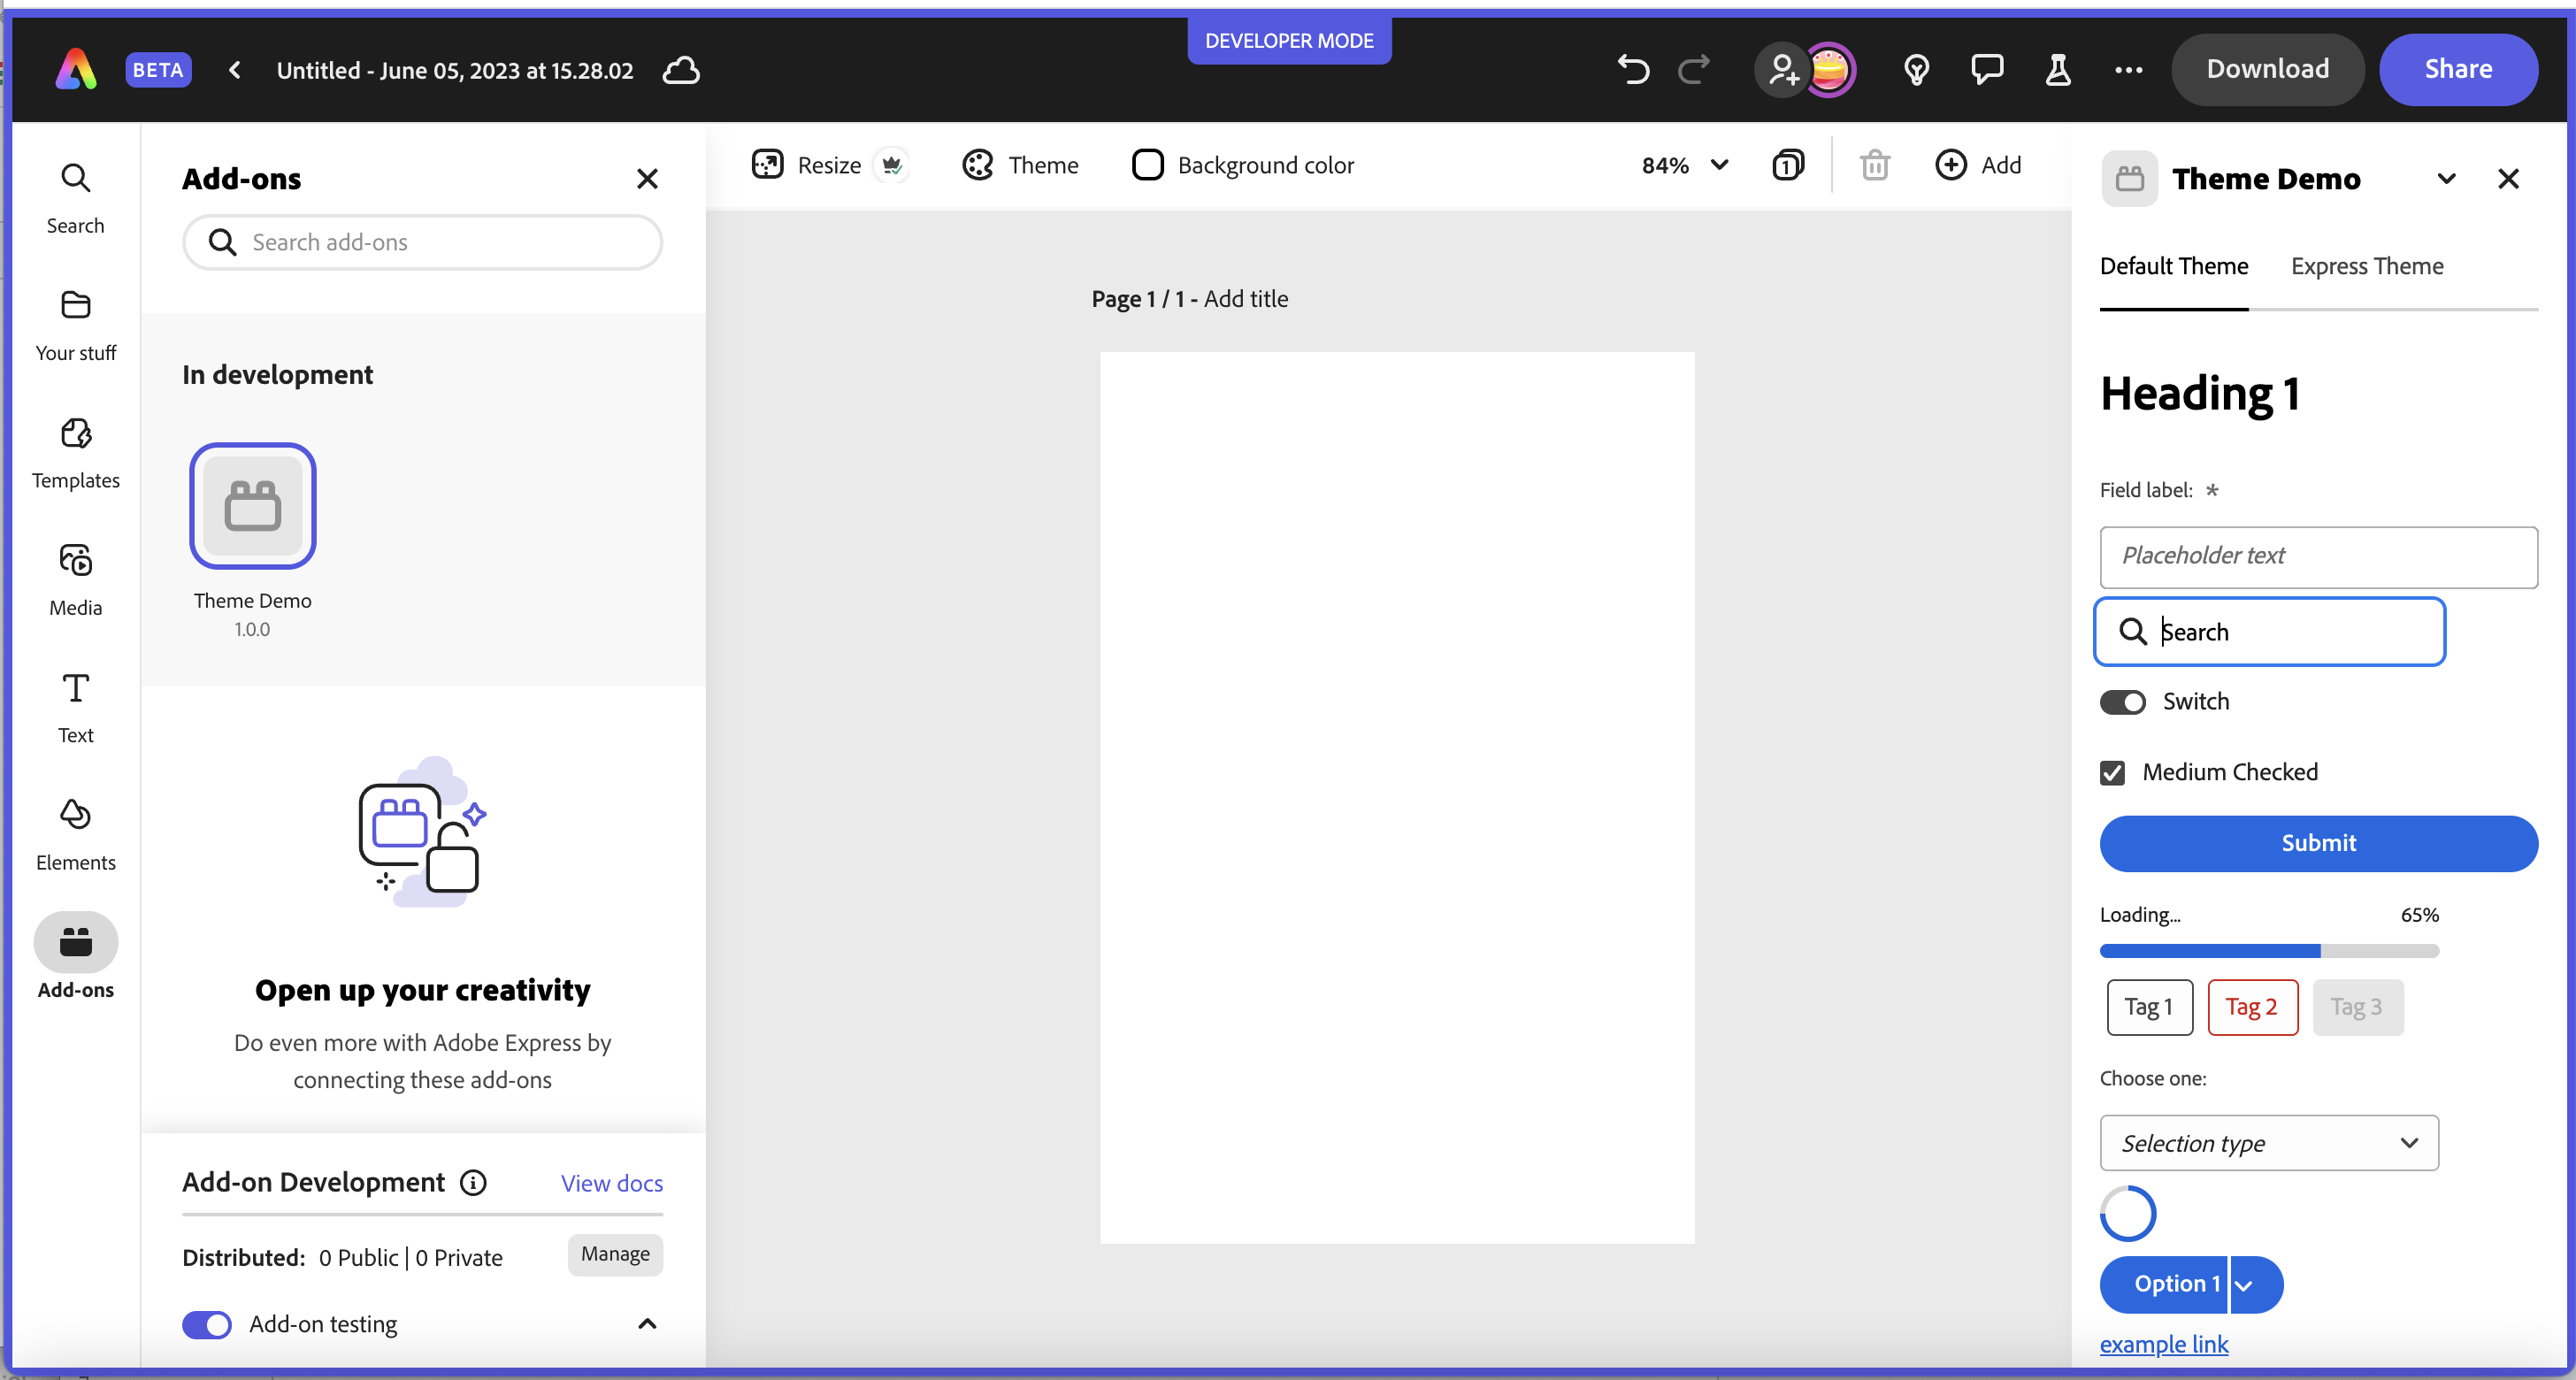 DEVELOPER MODE
BETA
Untitled - June 05, 2023 at 15.28.02
Download
Share
Search
Your stuff
Templates
Media
Text
Elements
Add-ons
Add-ons
Search add-ons
In development
Theme Demo
1.0.0
Open up your creativity
Do even more with Adobe Express by
connecting these add-ons
Add-on Development
View docs
Distributed: 0 Public | 0 Private
Manage
Add-on testing
Resize
Theme
Background color
84%
1
Add
Page 1 / 1 - Add title
Theme Demo
Default Theme
Express Theme
Heading 1
Field label: *
Placeholder text
Search
Switch
Medium Checked
Submit
Loading...
65%
Tag 1
Tag 2
Tag 3
Choose one:
Selection type
Option 1
example link